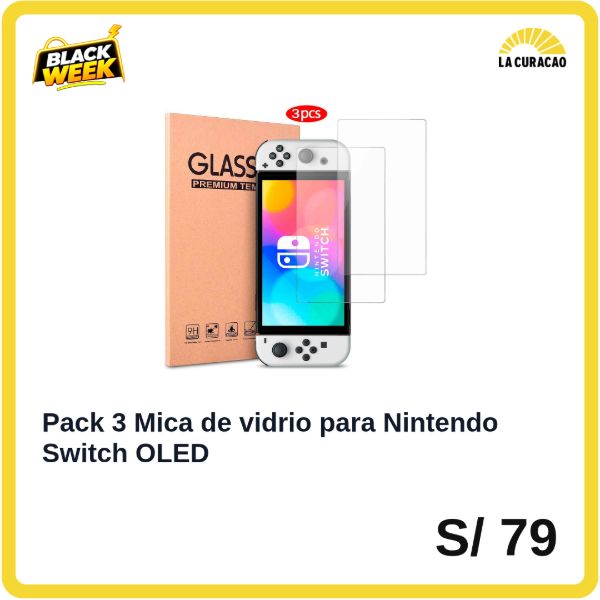 BLACK
WEEK
LA CURACAO
3pcs
GLASS
PREMIUM TEM
9H
NINTENDO
SWITCH
Pack 3 Mica de vidrio para Nintendo
Switch OLED
S/ 79